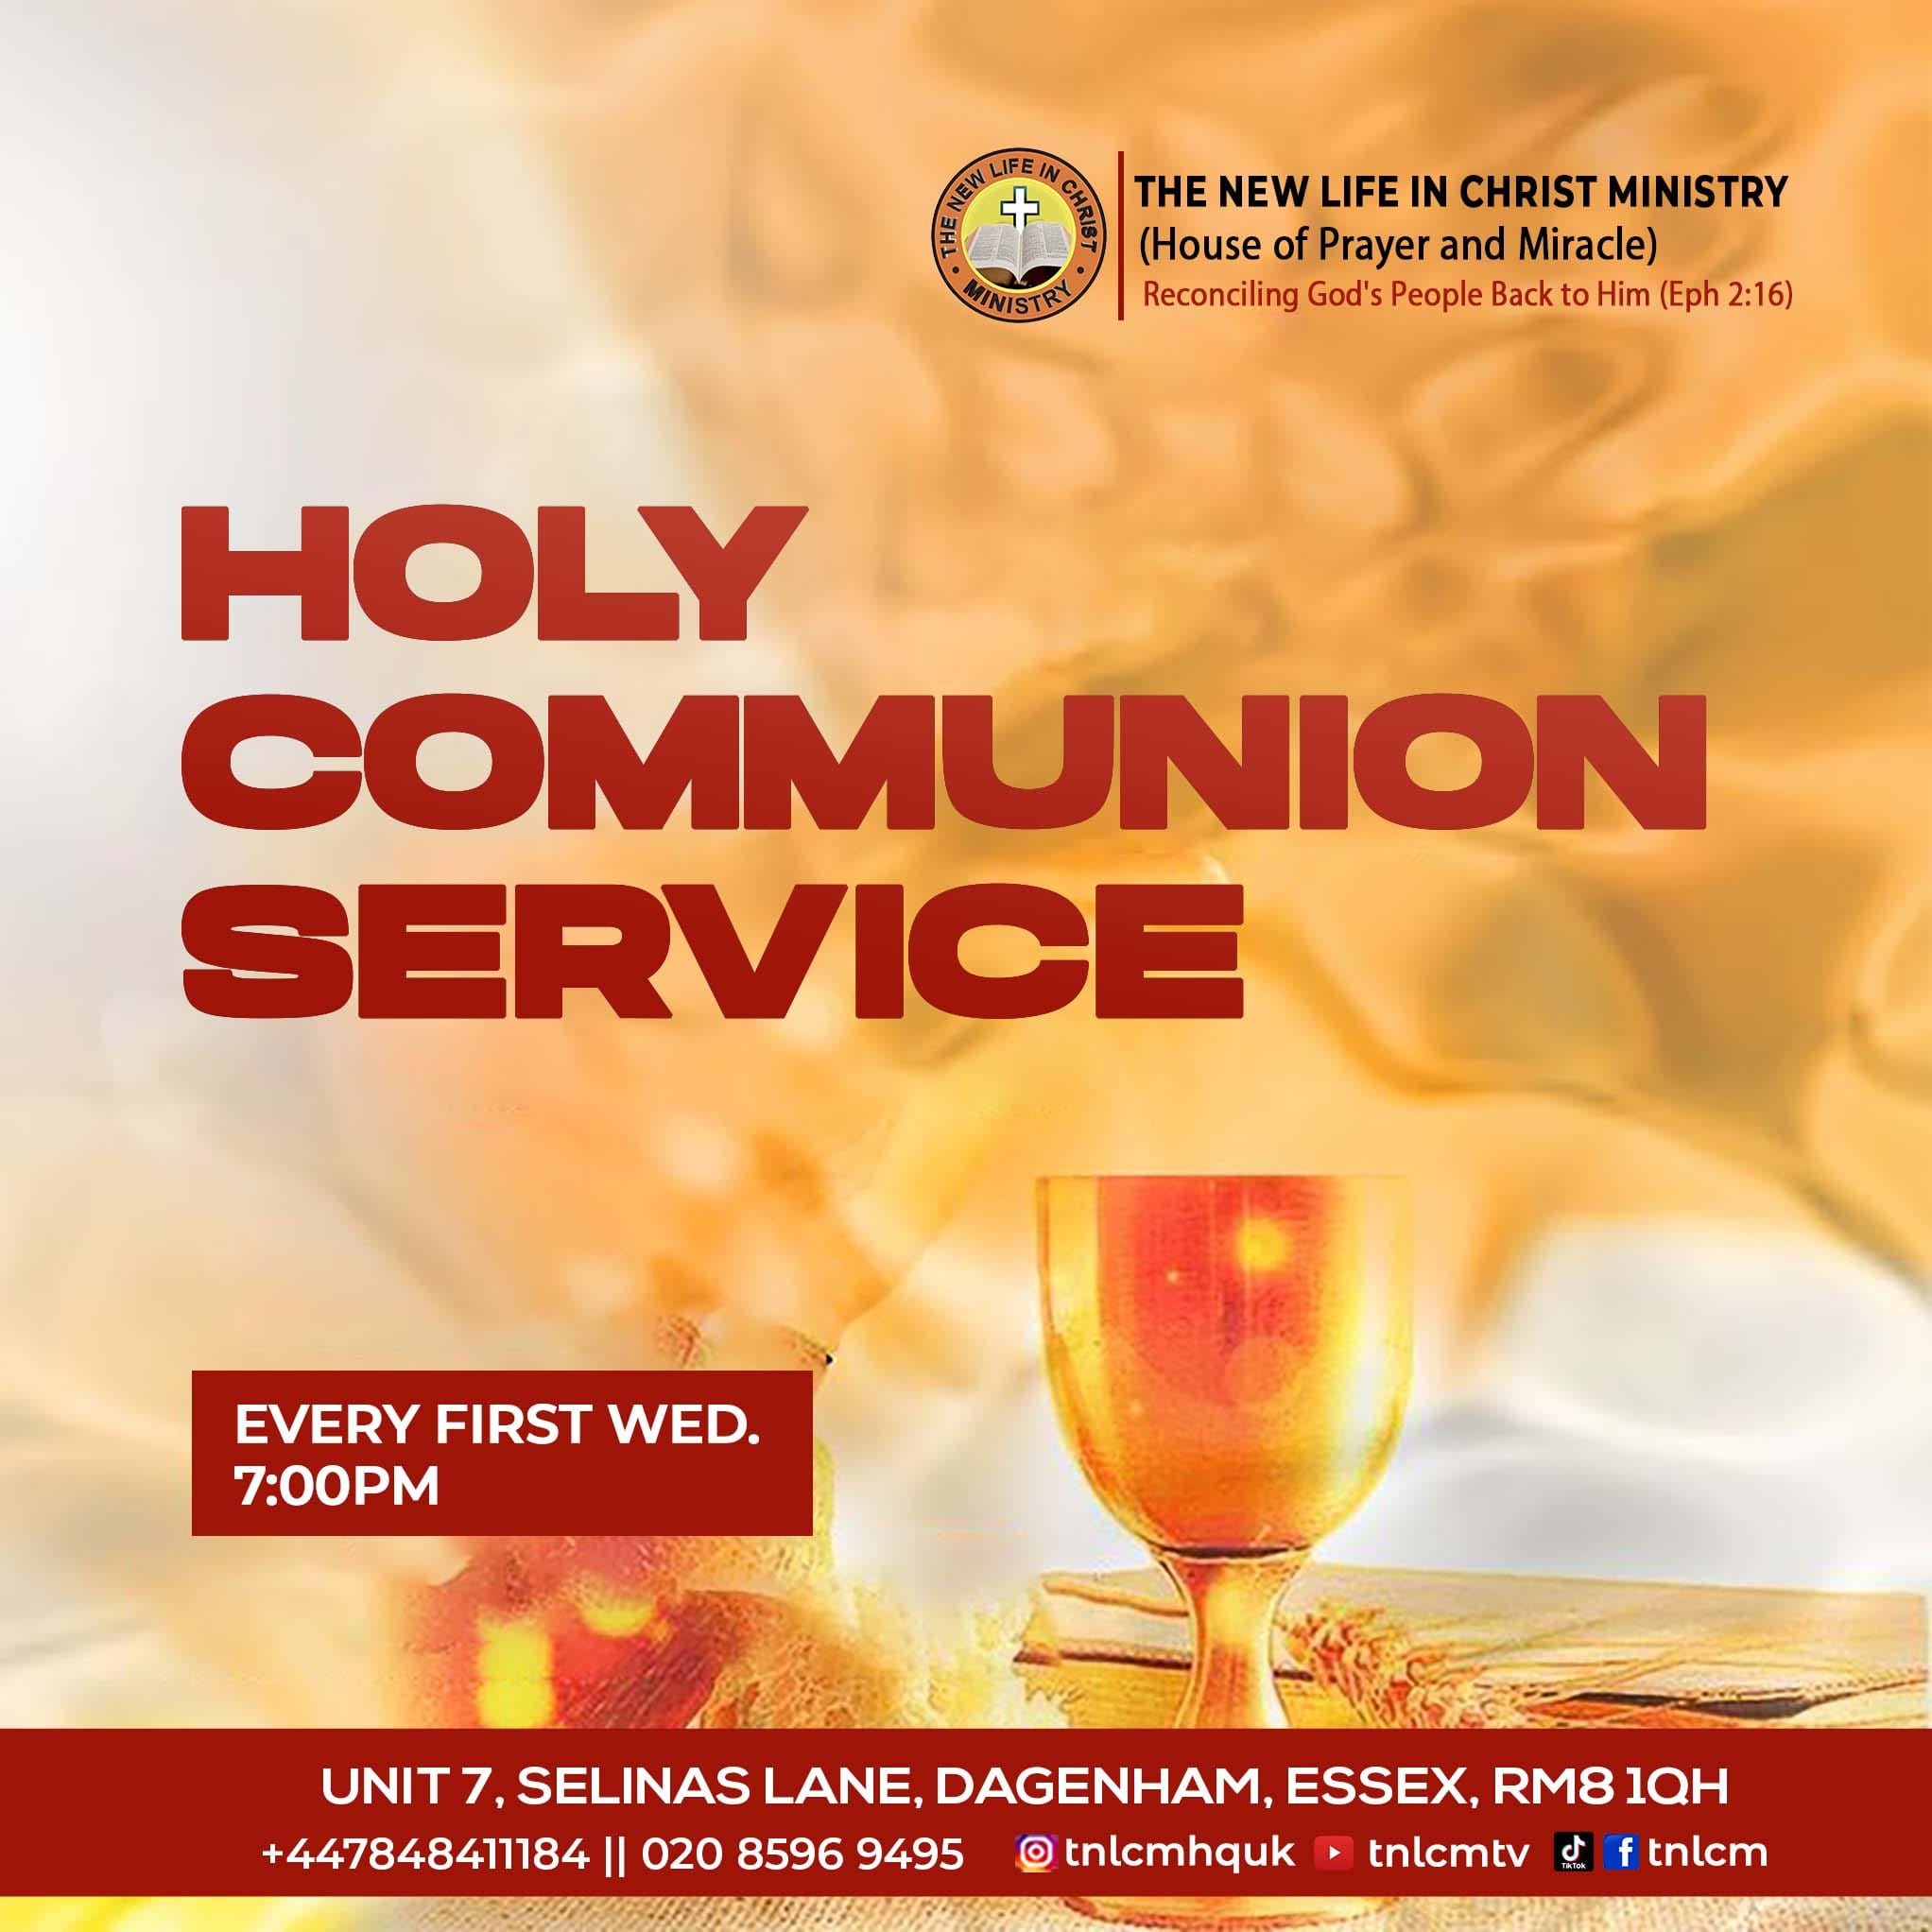 THE NEW LIFE IN CHRIST
MINISTRY
THE NEW LIFE IN CHRIST MINISTRY
(House of Prayer and Miracle)
Reconciling God's People Back to Him (Eph 2:16)
HOLY
COMMUNION
SERVICE
EVERY FIRST WED.
7:00PM
UNIT 7, SELINAS LANE, DAGENHAM, ESSEX, RM8 1QH
+447848411184 || 020 8596 9495 tnlcmhquk tnlcmtv TikTok tnlcm